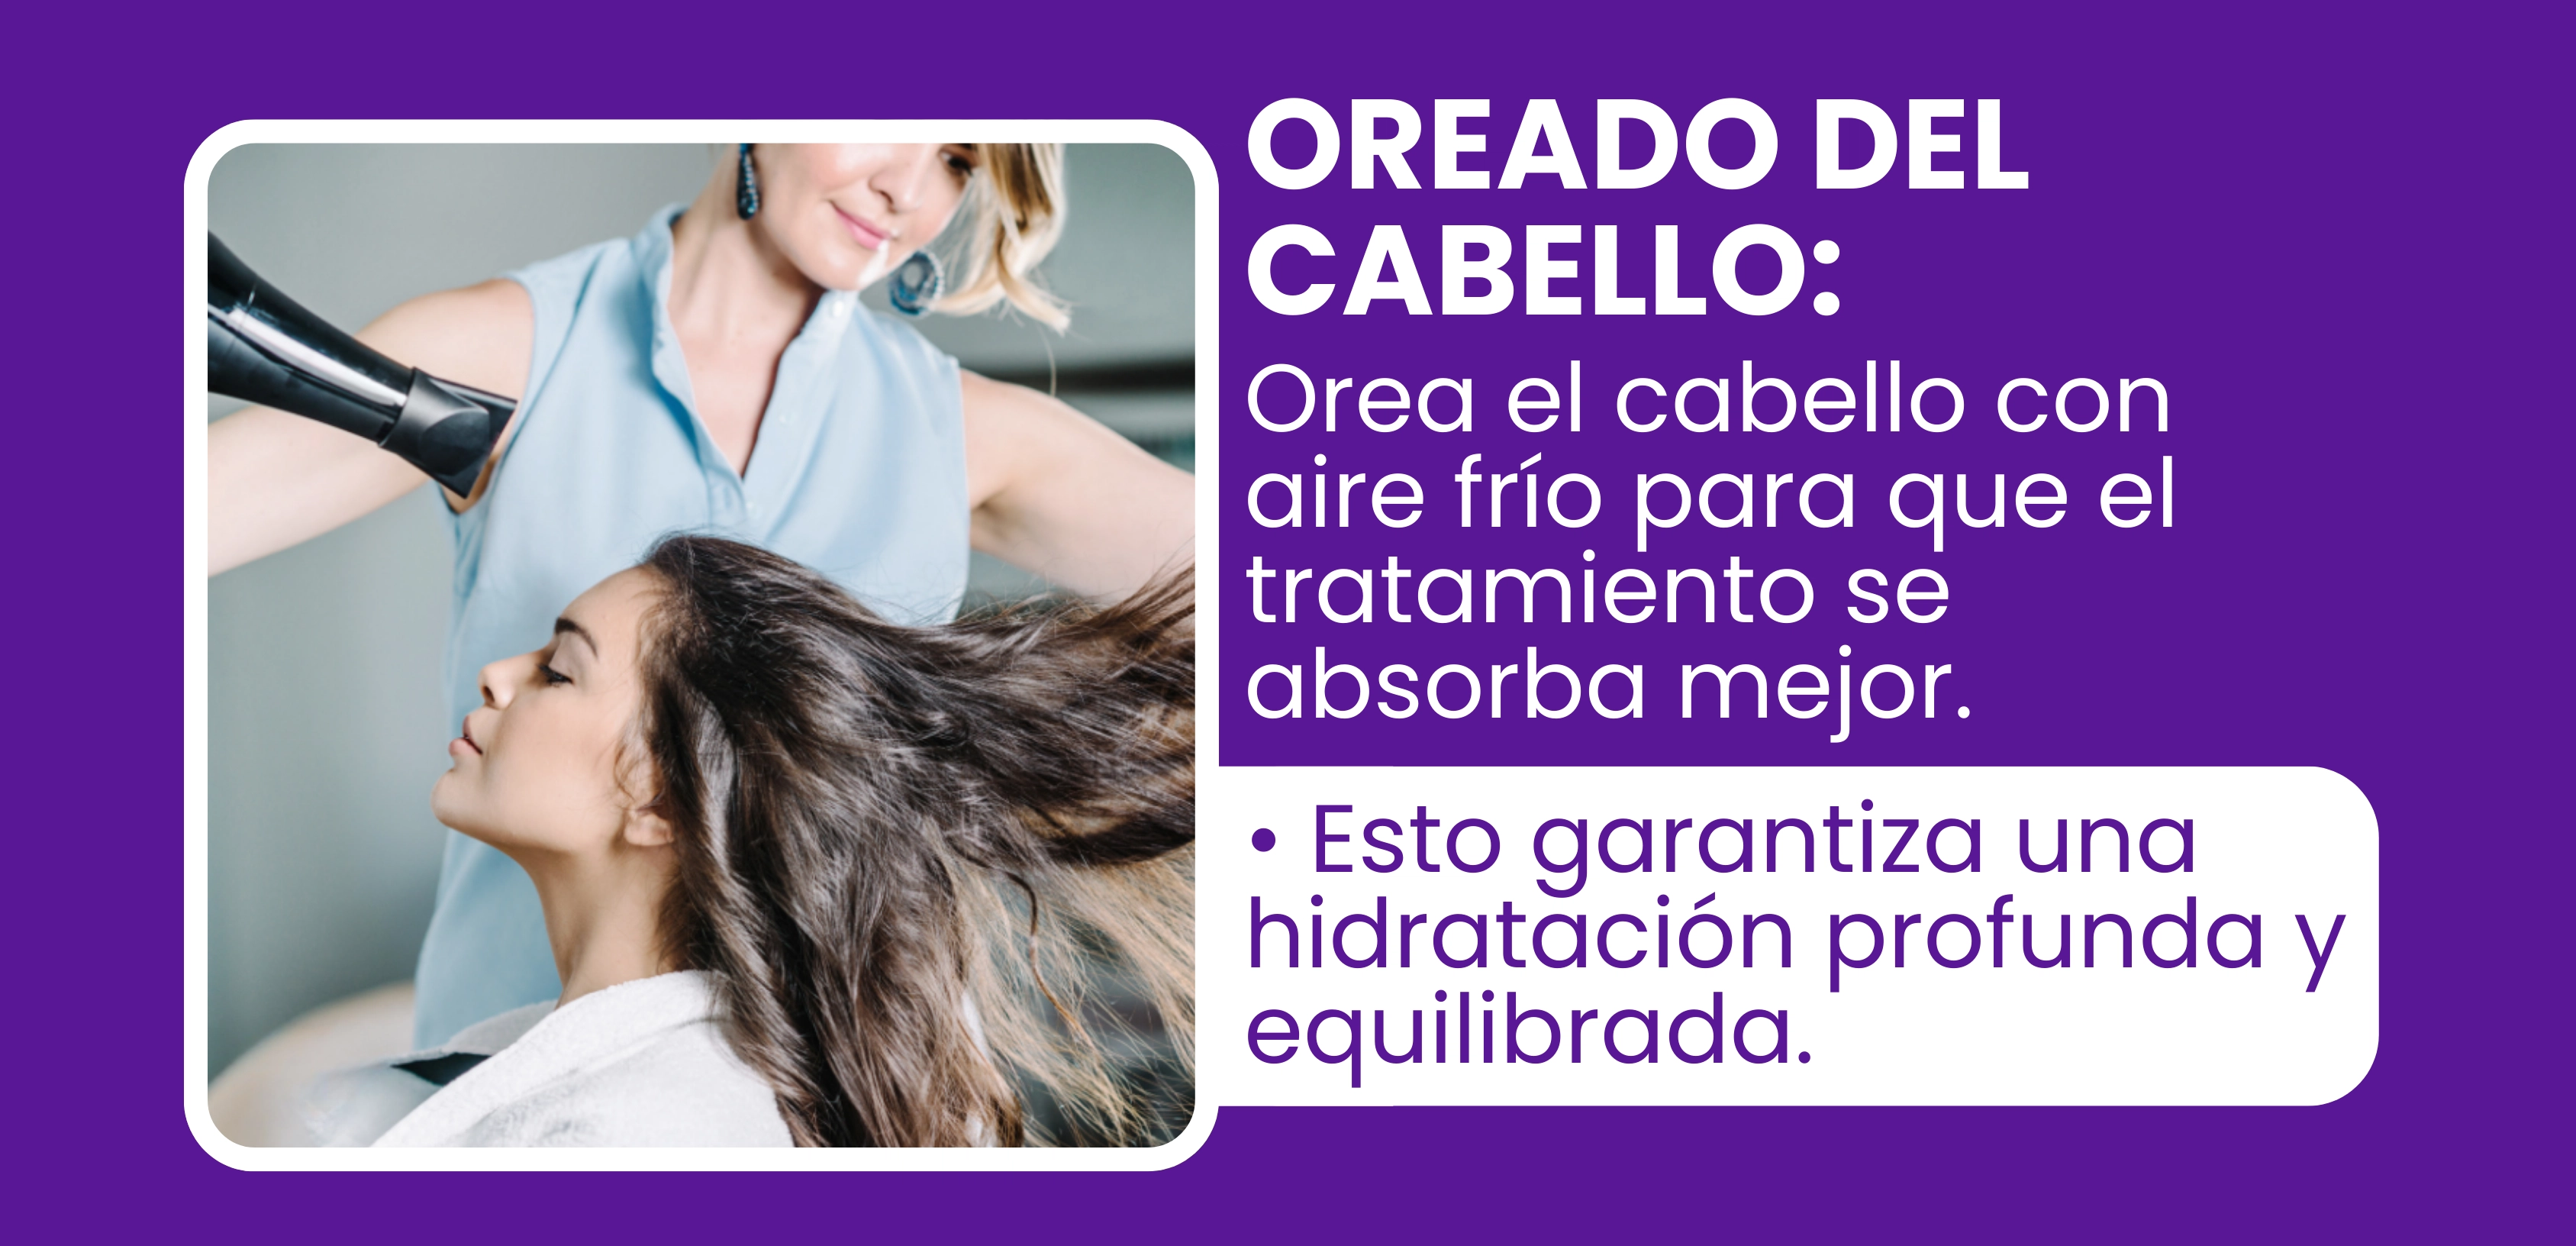 OREADO DEL
CABELLO:
Orea el cabello con
aire frío para que el
tratamiento se
absorba mejor.
• Esto garantiza una
hidratación profunda y
equilibrada.